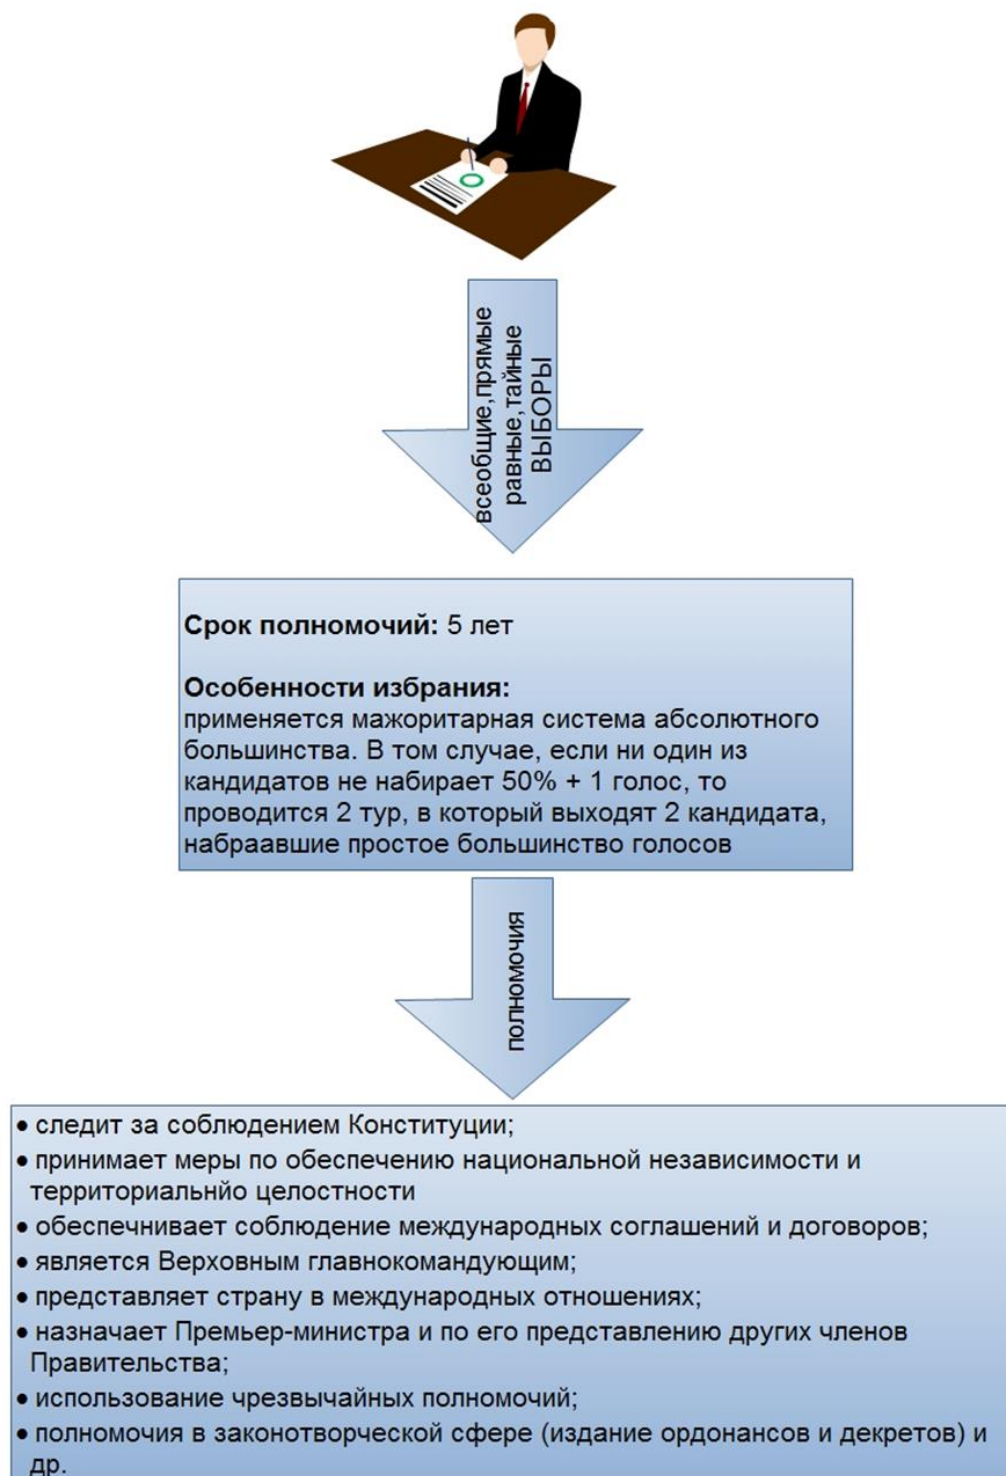 всеобщие,прямые
равные,тайные
ВЫБОРЫ
Срок полномочий: 5 лет
Особенности избрания:
применяется мажоритарная система абсолютного
большинства. В том случае, если ни один из
кандидатов не набирает 50% + 1 голос, то
проводится 2 тур, в который выходят 2 кандидата,
набраавшие простое большинство голосов
полномочия
• следит за соблюдением Конституции;
• принимает меры по обеспечению национальной независимости и
территориальнйо целостности
• обеспечнивает соблюдение международных соглашений и договоров;
• является Верховным главнокомандующим;
• представляет страну в международных отношениях;
• назначает Премьер-министра и по его представлению других членов
Правительства;
• использование чрезвычайных полномочий;
• полномочия в законотворческой сфере (издание ордонансов и декретов) и
др.